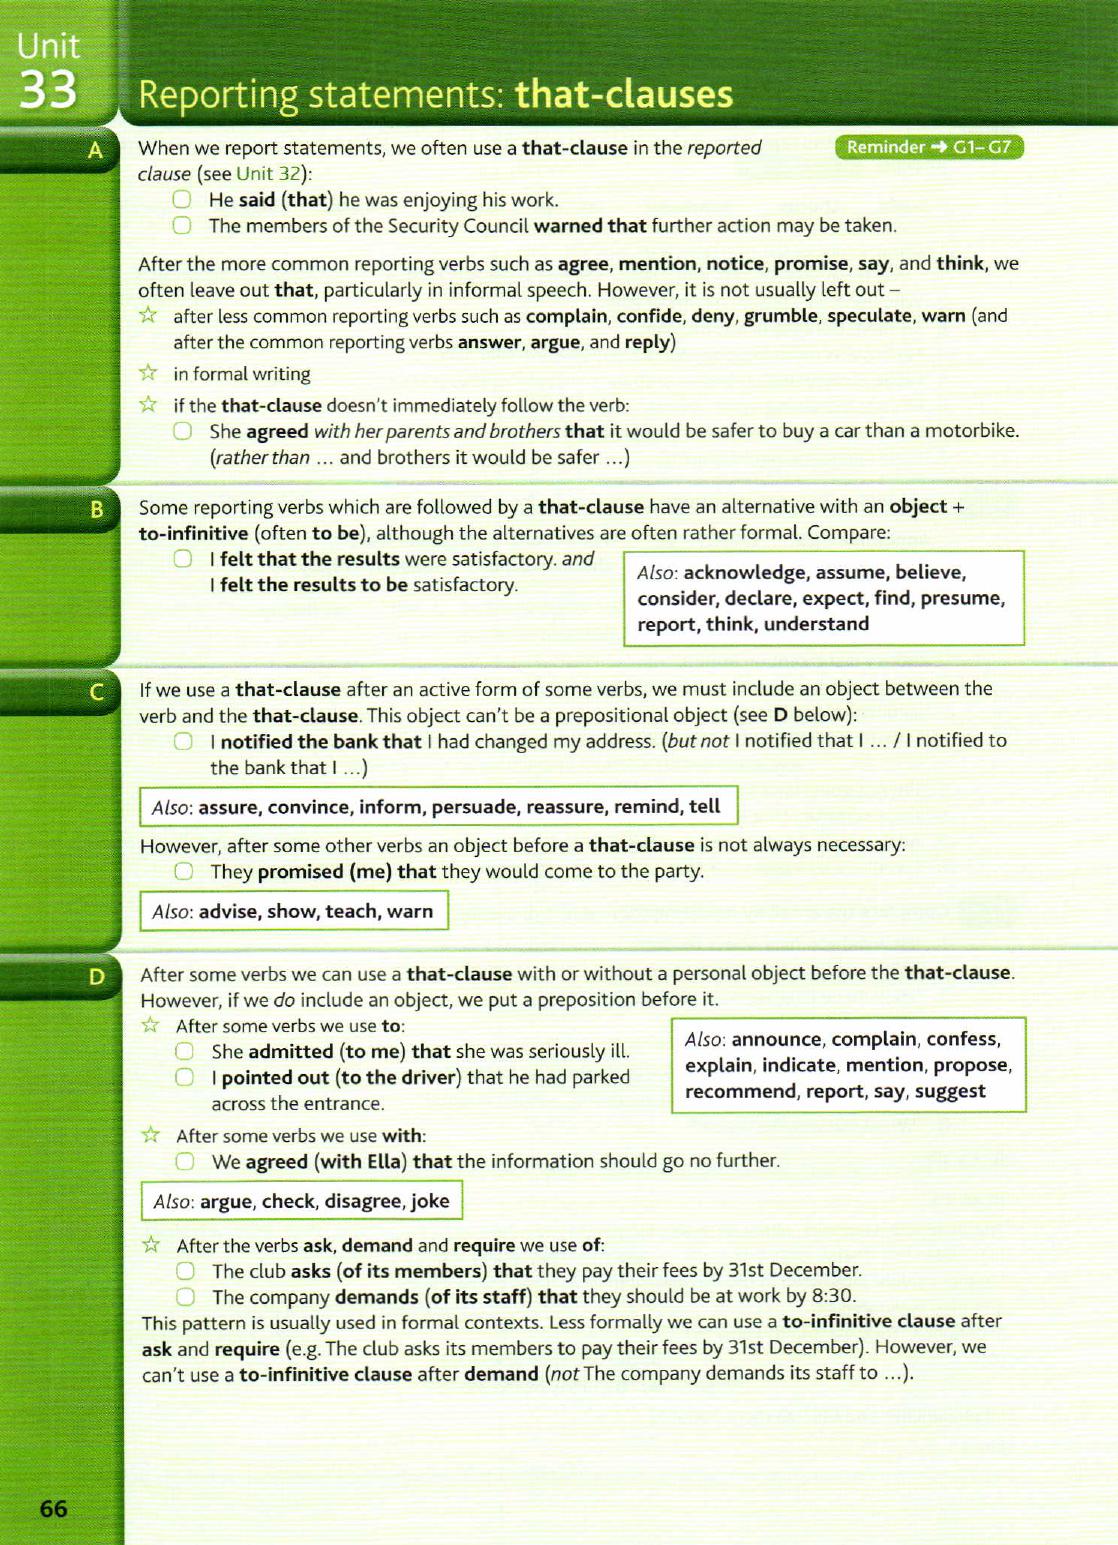 Unit
33
Reporting statements: that-clauses
A
When we report statements, we often use a that-clause in the reported
Reminder ➜ G1–G7
clause (see Unit 32):
He said (that) he was enjoying his work.
The members of the Security Council warned that further action may be taken.
After the more common reporting verbs such as agree, mention, notice, promise, say, and think, we
often leave out that, particularly in informal speech. However, it is not usually left out –
☆ after less common reporting verbs such as complain, confide, deny, grumble, speculate, warn (and
after the common reporting verbs answer, argue, and reply)
☆ in formal writing
☆ if the that-clause doesn't immediately follow the verb:
She agreed with her parents and brothers that it would be safer to buy a car than a motorbike.
(rather than ... and brothers it would be safer ...)
B
Some reporting verbs which are followed by a that-clause have an alternative with an object +
to-infinitive (often to be), although the alternatives are often rather formal. Compare:
I felt that the results were satisfactory. and
I felt the results to be satisfactory.
Also: acknowledge, assume, believe,
consider, declare, expect, find, presume,
report, think, understand
C
If we use a that-clause after an active form of some verbs, we must include an object between the
verb and the that-clause. This object can't be a prepositional object (see D below):
I notified the bank that I had changed my address. (but not I notified that I ... / I notified to
the bank that I ...)
Also: assure, convince, inform, persuade, reassure, remind, tell
However, after some other verbs an object before a that-clause is not always necessary:
They promised (me) that they would come to the party.
Also: advise, show, teach, warn
D
After some verbs we can use a that-clause with or without a personal object before the that-clause.
However, if we do include an object, we put a preposition before it.
☆ After some verbs we use to:
She admitted (to me) that she was seriously ill.
I pointed out (to the driver) that he had parked
across the entrance.
Also: announce, complain, confess,
explain, indicate, mention, propose,
recommend, report, say, suggest
☆ After some verbs we use with:
We agreed (with Ella) that the information should go no further.
Also: argue, check, disagree, joke
☆ After the verbs ask, demand and require we use of:
The club asks (of its members) that they pay their fees by 31st December.
The company demands (of its staff) that they should be at work by 8:30.
This pattern is usually used in formal contexts. Less formally we can use a to-infinitive clause after
ask and require (e.g. The club asks its members to pay their fees by 31st December). However, we
can't use a to-infinitive clause after demand (not The company demands its staff to ...).
66